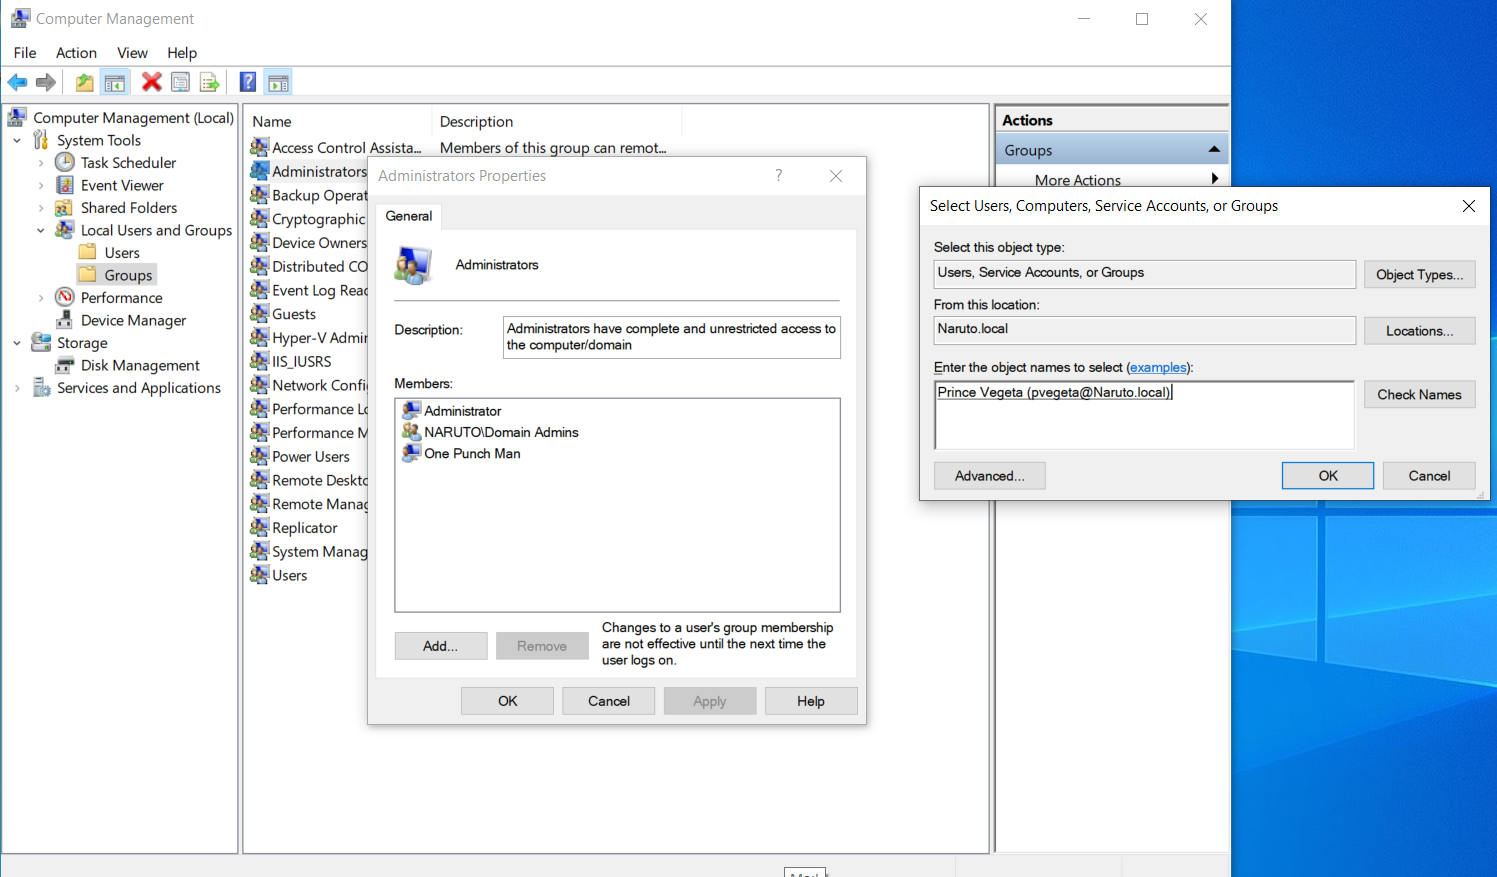 Computer Management
File Action View Help
Computer Management (Local)
System Tools
Task Scheduler
Event Viewer
Shared Folders
Local Users and Groups
Users
Groups
Performance
Device Manager
Storage
Disk Management
Services and Applications
Name Description
Access Control Assista... Members of this group can remot...
Administrators
Backup Operat
Cryptographic
Device Owners
Distributed CO
Event Log Rea
Guests
Hyper-V Admi
IIS_IUSRS
Network Config
Performance Lo
Performance M
Power Users
Remote Deskto
Remote Manag
Replicator
System Manag
Users
Administrators Properties
?
General
Administrators
Description:
Administrators have complete and unrestricted access to
the computer/domain
Members:
Administrator
NARUTO\Domain Admins
One Punch Man
Add... Remove
Changes to a user's group membership
are not effective until the next time the
user logs on.
OK Cancel Apply Help
Actions
Groups
More Actions
Select Users, Computers, Service Accounts, or Groups
Select this object type:
Users, Service Accounts, or Groups Object Types...
From this location:
Naruto.local Locations...
Enter the object names to select (examples):
Prince Vegeta (pvegeta@Naruto.local) Check Names
Advanced... OK Cancel